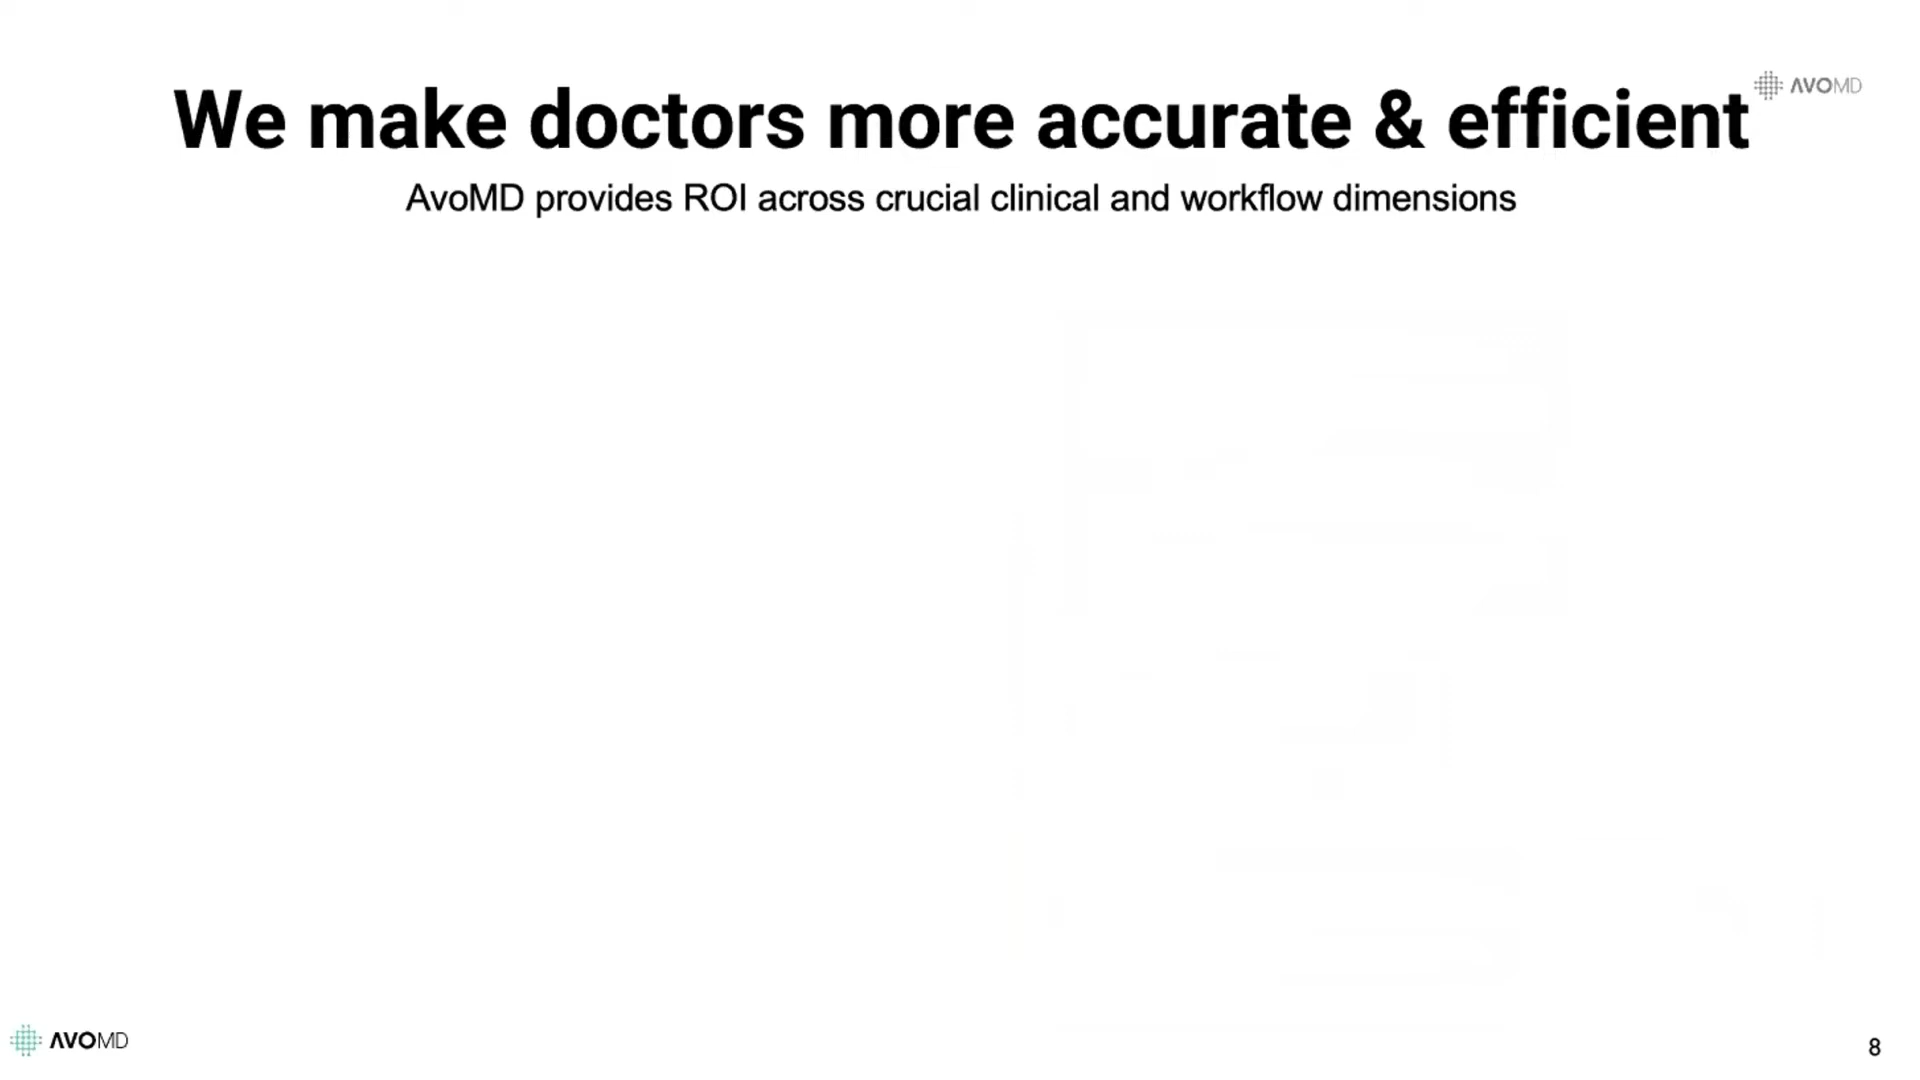 We make doctors more accurate & efficient
AVOMD
AvoMD provides ROI across crucial clinical and workflow dimensions
AVOMD
8